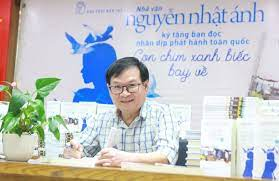 Nhà văn
nguyễn nhật ánh
ký tặng bạn đọc
nhân dịp phát hành toàn quốc
Con chim xanh biếc
bay về